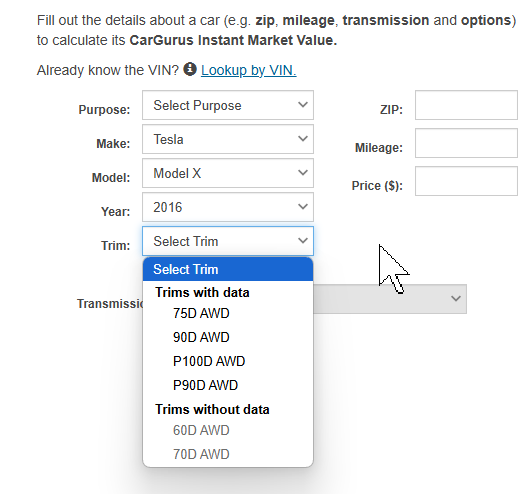 Fill out the details about a car (e.g. zip, mileage, transmission and options)
to calculate its CarGurus Instant Market Value.
Already know the VIN? Lookup by VIN.
Purpose: Select Purpose ZIP:
Make: Tesla Mileage:
Model: Model X Price ($):
Year: 2016
Trim: Select Trim
Select Trim
Trims with data
75D AWD
Transmissi
90D AWD
P100D AWD
P90D AWD
Trims without data
60D AWD
70D AWD